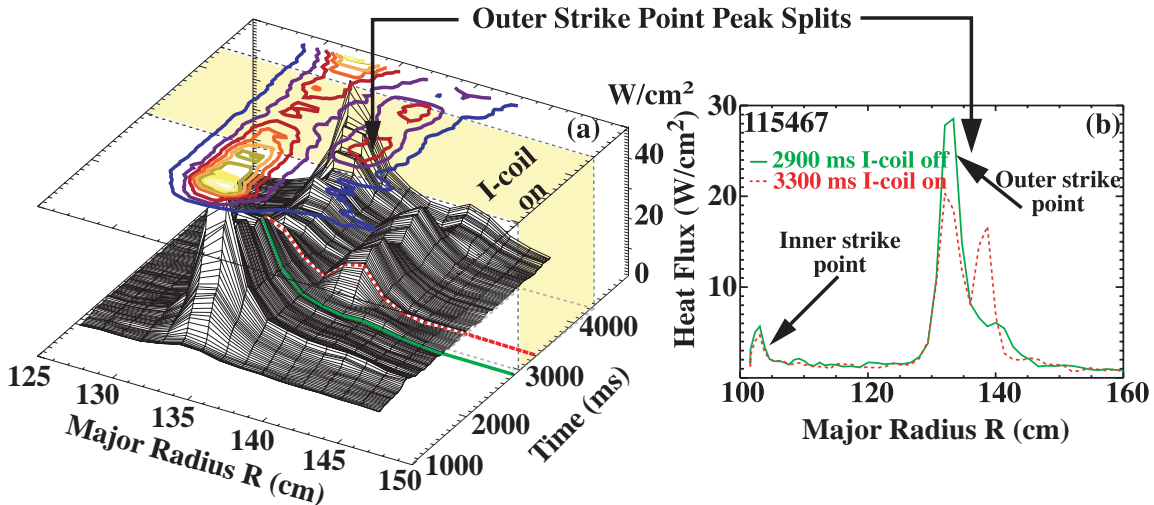 Outer Strike Point Peak Splits
W/cm²
(a)
40
20
0
I-coil
on
4000
3000
2000
1000
Time (ms)
125
130
135
140
145
150
Major Radius R (cm)
30
20
10
Heat Flux (W/cm²)
115467
(b)
2900 ms I-coil off
3300 ms I-coil on
Outer strike
point
Inner strike
point
100
120
140
160
Major Radius R (cm)